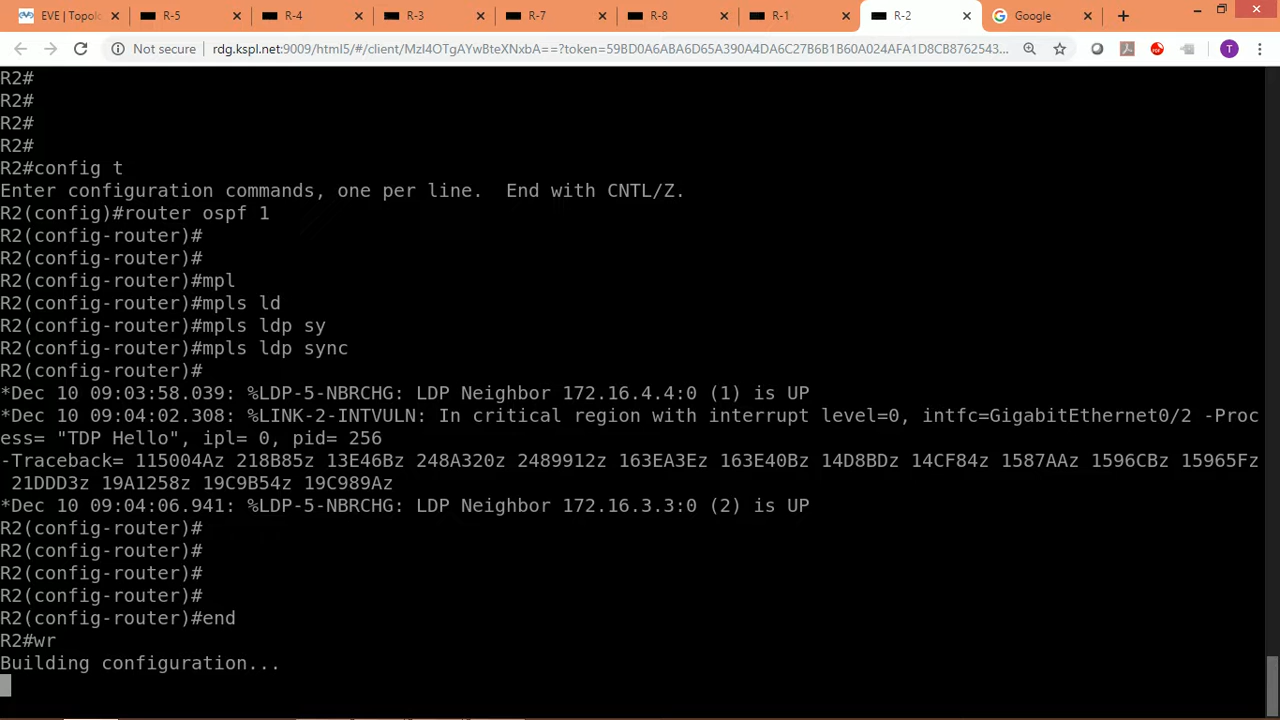 EVE | Topolo
R-5
R-4
R-3
R-7
R-8
R-1
R-2
Google
Not secure
rdg.kspl.net:9009/html5/#/client/MzI4OTgAYwBteXNxbA==?token=59BD0A6ABA6D65A390A4DA6C27B6B1B60A024AFA1D8CB8762543...
T
R2#
R2#
R2#
R2#
R2#config t
Enter configuration commands, one per line.  End with CNTL/Z.
R2(config)#router ospf 1
R2(config-router)#
R2(config-router)#
R2(config-router)#mpl
R2(config-router)#mpls ld
R2(config-router)#mpls ldp sy
R2(config-router)#mpls ldp sync
R2(config-router)#
*Dec 10 09:03:58.039: %LDP-5-NBRCHG: LDP Neighbor 172.16.4.4:0 (1) is UP
*Dec 10 09:04:02.308: %LINK-2-INTVULN: In critical region with interrupt level=0, intfc=GigabitEthernet0/2 -Proc
ess= "TDP Hello", ipl= 0, pid= 256
-Traceback= 115004Az 218B85z 13E46Bz 248A320z 2489912z 163EA3Ez 163E40Bz 14D8BDz 14CF84z 1587AAz 1596CBz 15965Fz
21DDD3z 19A1258z 19C9B54z 19C989Az
*Dec 10 09:04:06.941: %LDP-5-NBRCHG: LDP Neighbor 172.16.3.3:0 (2) is UP
R2(config-router)#
R2(config-router)#
R2(config-router)#
R2(config-router)#
R2(config-router)#end
R2#wr
Building configuration...